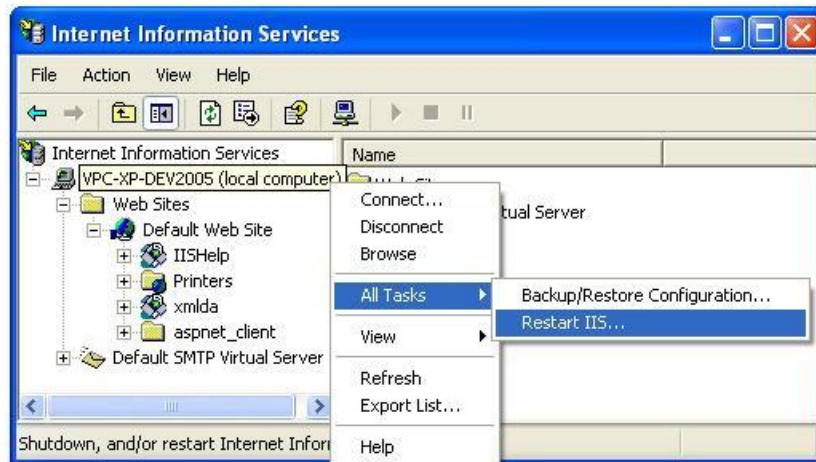 Internet Information Services
File Action View Help
Internet Information Services
Name
VPC-XP-DEV2005 (local computer)
Web Sites
Default Web Site
IISHelp
Printers
xmlda
aspnet_client
Default SMTP Virtual Server
tual Server
Connect...
Disconnect
Browse
All Tasks
View
Refresh
Export List...
Help
Backup/Restore Configuration...
Restart IIS...
Shutdown, and/or restart Internet Infor